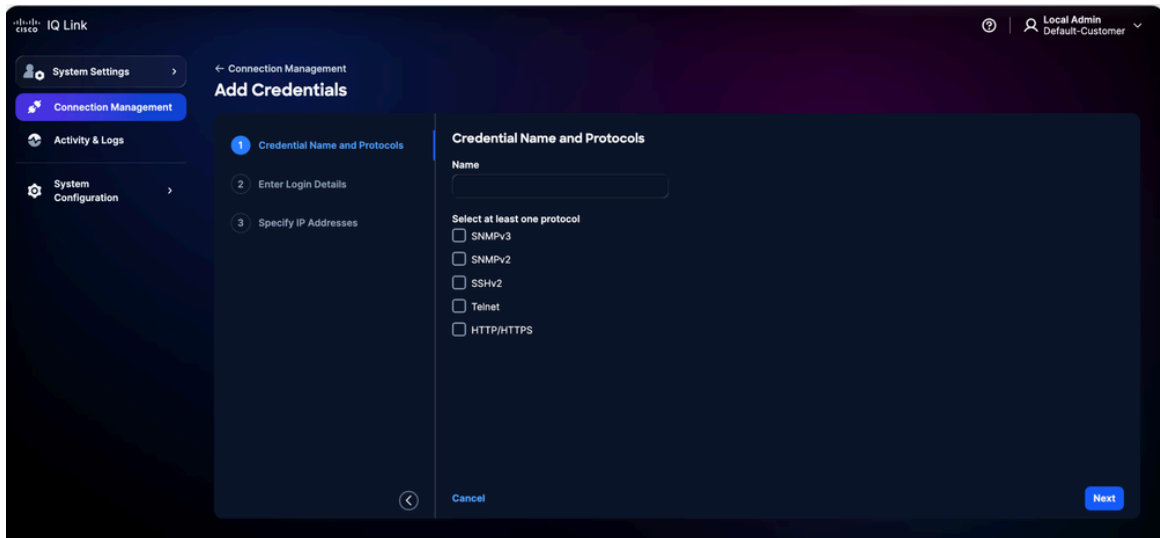 CISCO IQ Link
Local Admin
Default-Customer
System Settings
Connection Management
Activity & Logs
System
Configuration
← Connection Management
Add Credentials
1 Credential Name and Protocols
2 Enter Login Details
3 Specify IP Addresses
Credential Name and Protocols
Name
Select at least one protocol
SNMPv3
SNMPv2
SSHv2
Telnet
HTTP/HTTPS
Cancel
Next